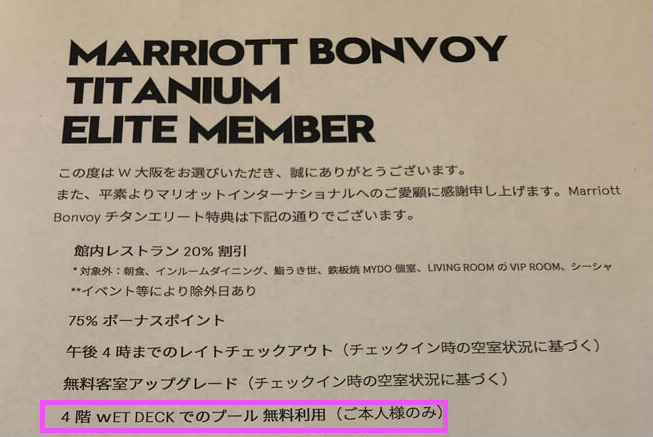 MARRIOTT BONVOY
TITANIUM
ELITE MEMBER
この度は W 大阪をお選びいただき、誠にありがとうございます。
また、平素よりマリオットインターナショナルへのご愛顧に感謝申し上げます。Marriott
Bonvoy チタンエリート特典は下記の通りでございます。
館内レストラン 20% 割引
*対象外：朝食、インルームダイニング、鮨うき世、鉄板焼 MYDO 個室、LIVING ROOM の VIP ROOM、シーシャ
**イベント等により除外日あり
75% ボーナスポイント
午後 4 時までのレイトチェックアウト（チェックイン時の空室状況に基づく）
無料客室アップグレード（チェックイン時の空室状況に基づく）
4 階 WET DECK でのプール 無料利用（ご本人様のみ）